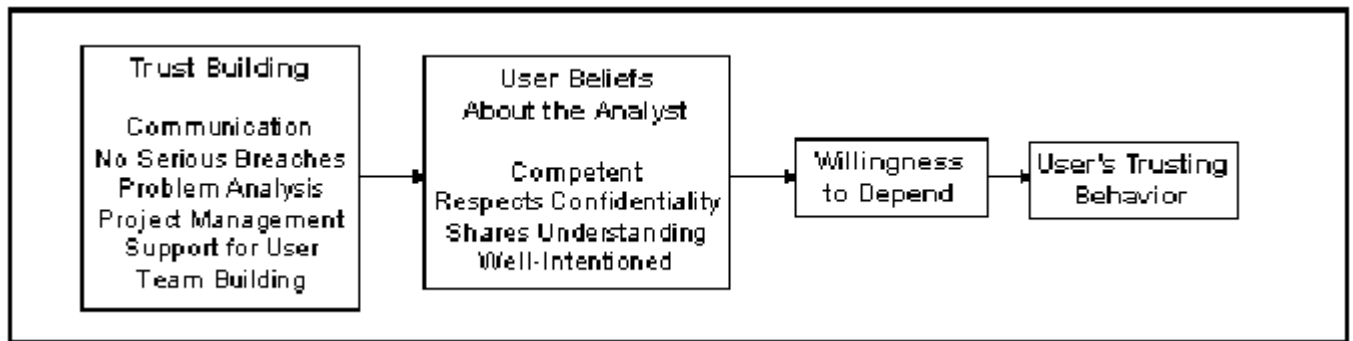 Trust Building
Communication
No Serious Breaches
Problem Analysis
Project Management
Support for User
Team Building
User Beliefs
About the Analyst
Competent
Respects Confidentiality
Shares Understanding
Well-Intentioned
Willingness
to Depend
User's Trusting
Behavior